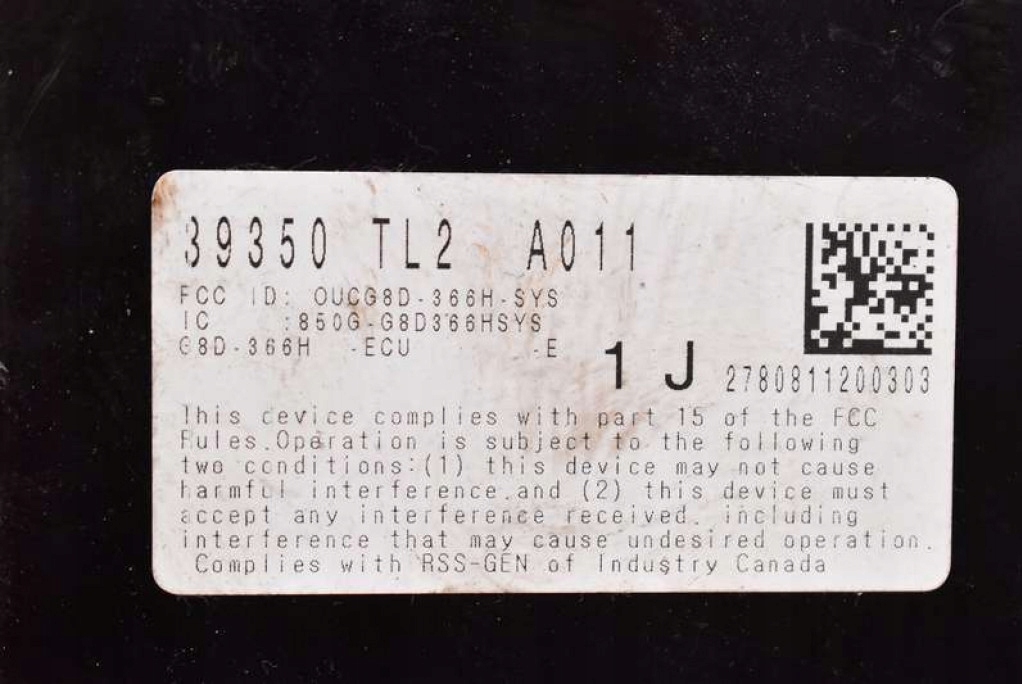 39350 TL2 A011
FCC ID: OUCG8D-366H-SYS
IC :850G-G8D366HSYS
G8D-366H -ECU -E
1 J
2780811200303
This device complies with part 15 of the FCC
Rules.Operation is subject to the following
two conditions:(1) this device may not cause
harmful interference.and (2) this device must
accept any interference received. including
interference that may cause undesired operation.
Complies with RSS-GEN of Industry Canada